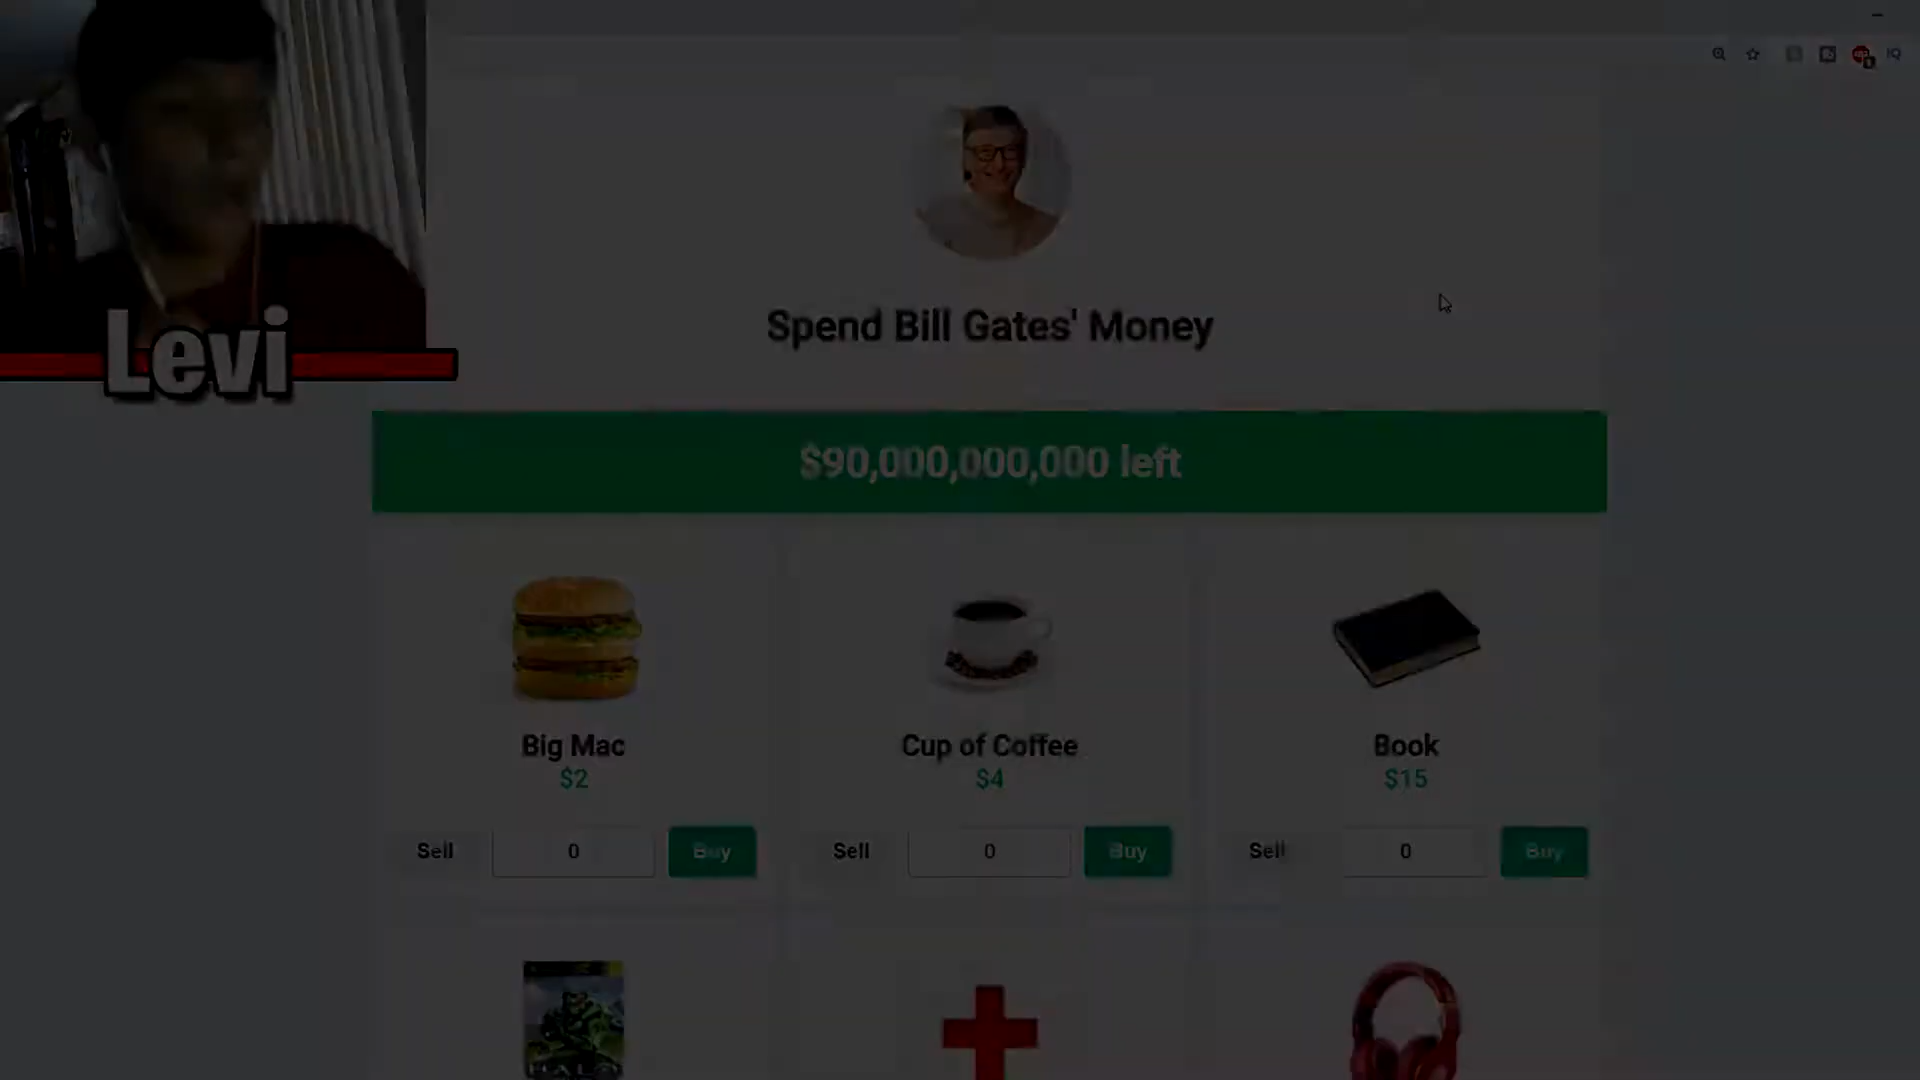 Levi
Spend Bill Gates' Money
$90,000,000,000 left
Big Mac
$2
Sell 0 Buy
Cup of Coffee
$4
Sell 0 Buy
Book
$15
Sell 0 Buy
HALO